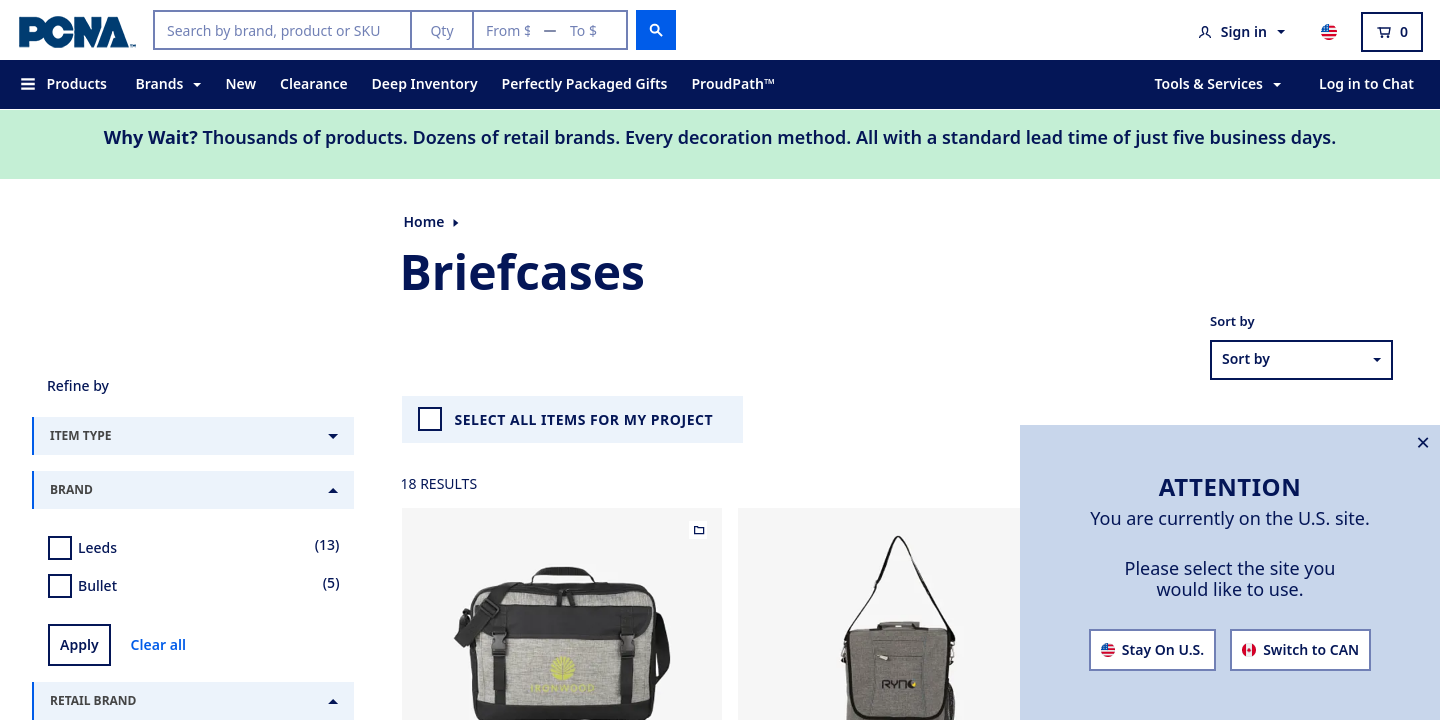 PCNA™
Search by brand, product or SKU
Qty
From $ — To $
Sign in
0
Products
Brands
New
Clearance
Deep Inventory
Perfectly Packaged Gifts
ProudPath™
Tools & Services
Log in to Chat
Why Wait? Thousands of products. Dozens of retail brands. Every decoration method. All with a standard lead time of just five business days.
Home
Briefcases
Sort by
Sort by
Refine by
ITEM TYPE
BRAND
Leeds (13)
Bullet (5)
Apply
Clear all
RETAIL BRAND
SELECT ALL ITEMS FOR MY PROJECT
18 RESULTS
IRONWOOD
RYNO
ATTENTION
You are currently on the U.S. site.
Please select the site you
would like to use.
Stay On U.S.
Switch to CAN